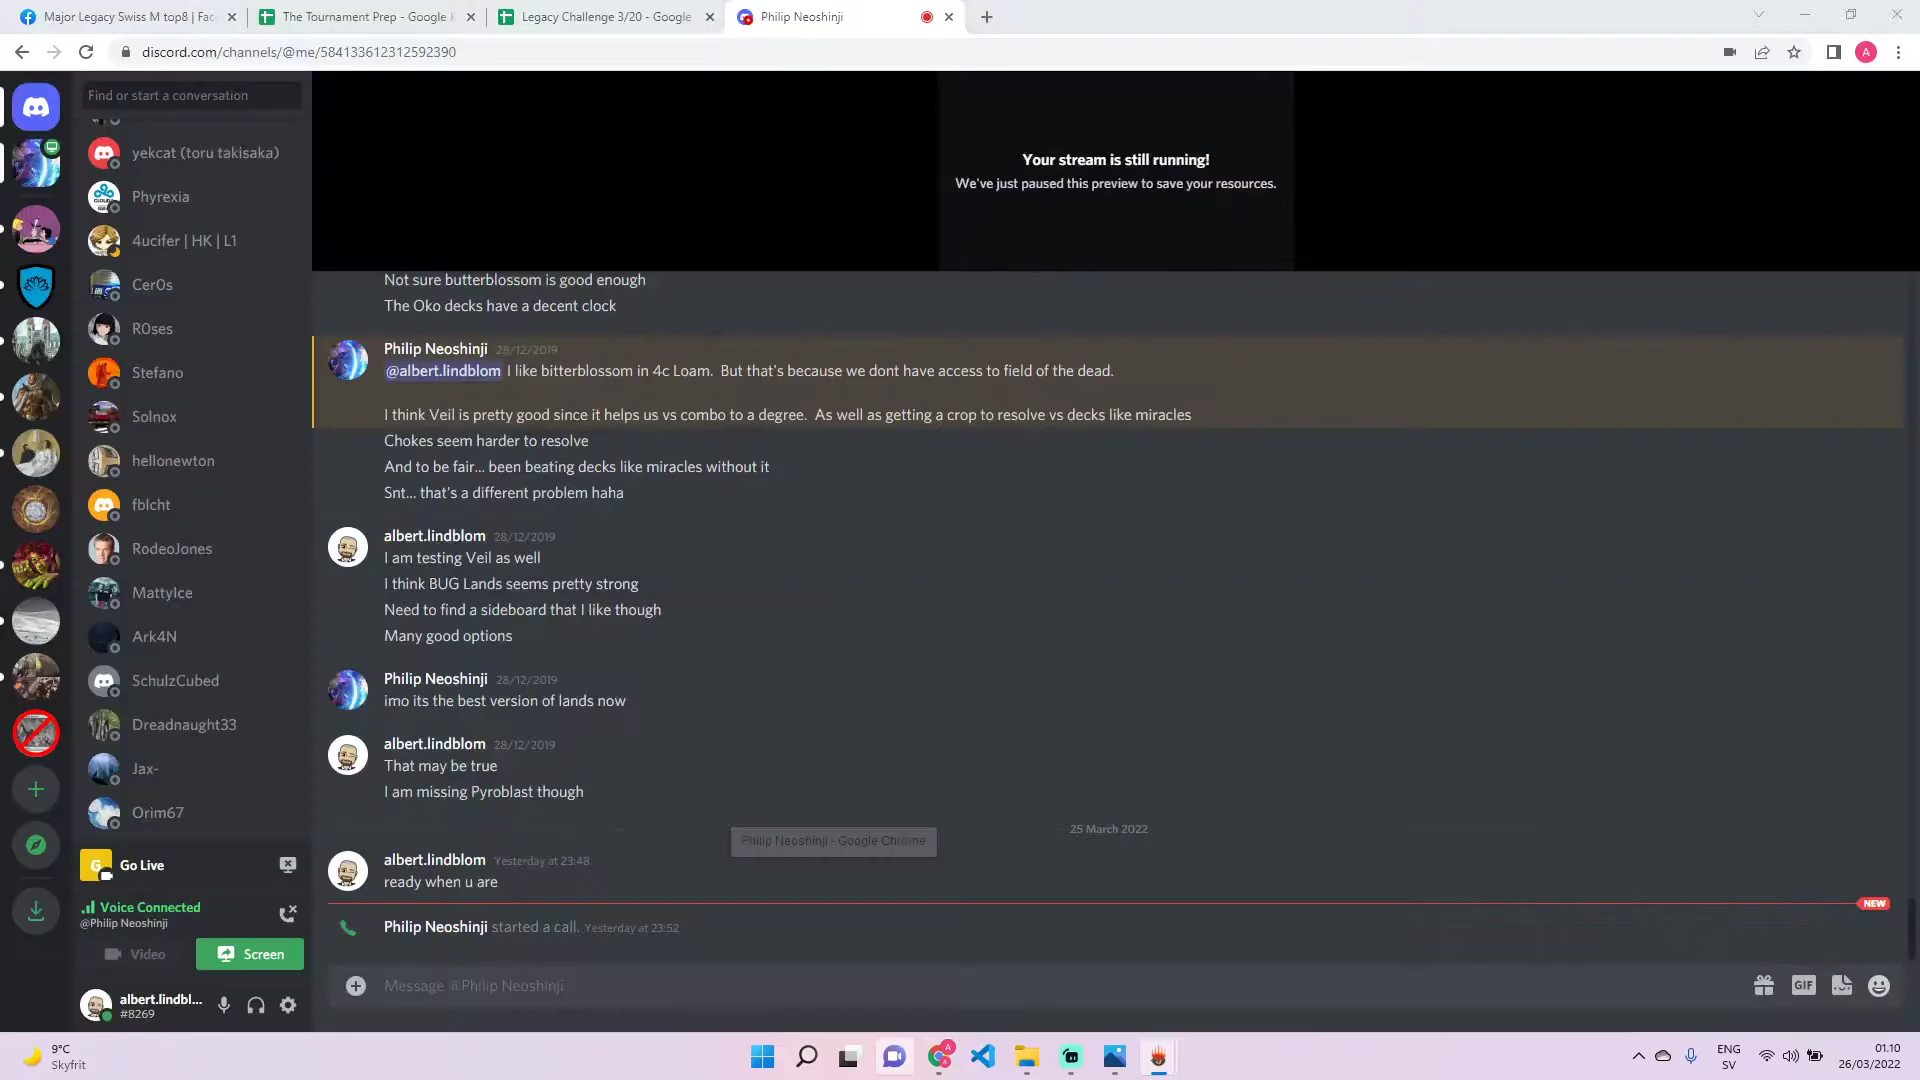 Major Legacy Swiss M top8 | Fac
The Tournament Prep - Google K
Legacy Challenge 3/20 - Google
Philip Neoshinji
discord.com/channels/@me/584133612312592390
A
Find or start a conversation
yekcat (toru takisaka)
Phyrexia
4ucifer | HK | L1
Cer0s
R0ses
Stefano
Solnox
hellonewton
fblcht
RodeoJones
MattyIce
Ark4N
SchulzCubed
Dreadnaught33
Jax-
Orim67
G
Go Live
Voice Connected
@Philip Neoshinji
Video
Screen
albert.lindbl...
#8269
Your stream is still running!
We've just paused this preview to save your resources.
Not sure butterblossom is good enough
The Oko decks have a decent clock
Philip Neoshinji 28/12/2019
@albert.lindblom I like bitterblossom in 4c Loam. But that's because we dont have access to field of the dead.
I think Veil is pretty good since it helps us vs combo to a degree. As well as getting a crop to resolve vs decks like miracles
Chokes seem harder to resolve
And to be fair... been beating decks like miracles without it
Snt... that's a different problem haha
albert.lindblom 28/12/2019
I am testing Veil as well
I think BUG Lands seems pretty strong
Need to find a sideboard that I like though
Many good options
Philip Neoshinji 28/12/2019
imo its the best version of lands now
albert.lindblom 28/12/2019
That may be true
I am missing Pyroblast though
25 March 2022
Philip Neoshinji - Google Chrome
albert.lindblom Yesterday at 23:48
ready when u are
NEW
Philip Neoshinji started a call. Yesterday at 23:52
Message @Philip Neoshinji
GIF
9°C
Skyfrit
A
ENG
SV
01.10
26/03/2022